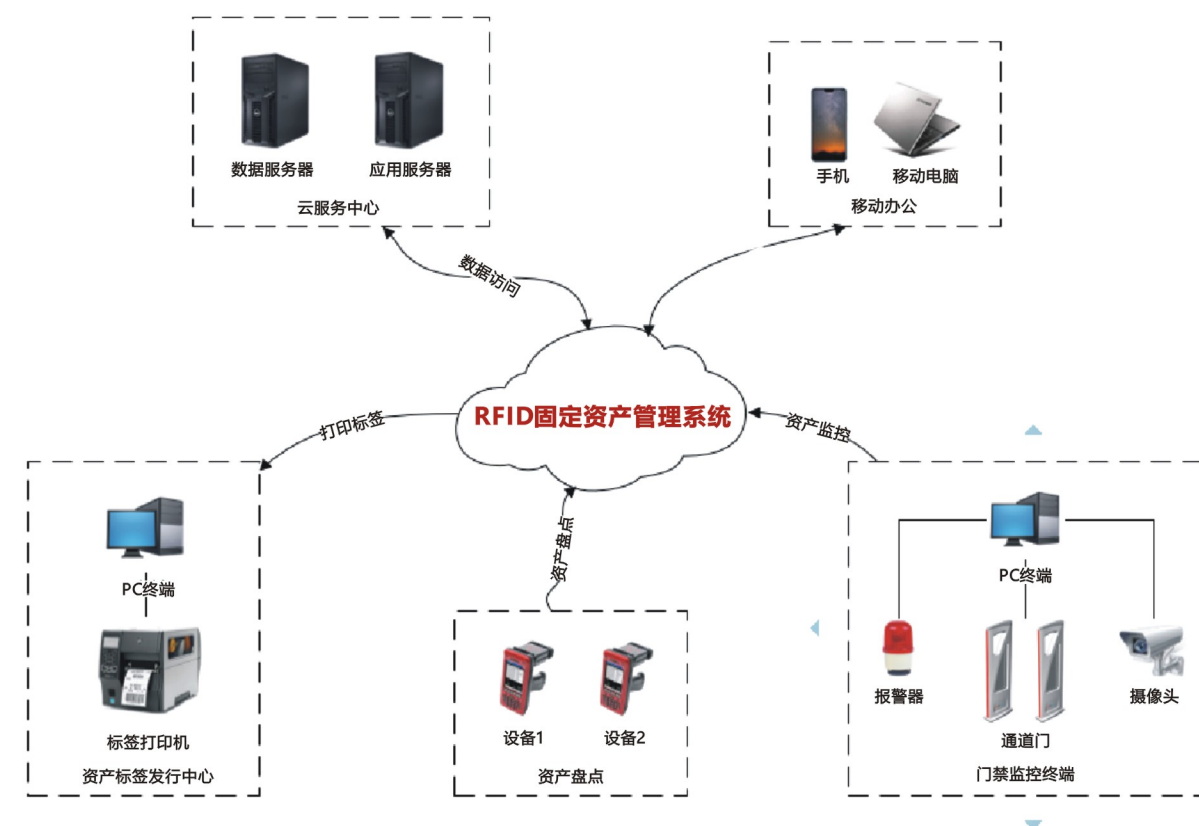 数据服务器
应用服务器
云服务中心
手机
移动电脑
移动办公
数据访问
RFID固定资产管理系统
打印标签
资产监控
资产盘点
PC终端
标签打印机
资产标签发行中心
设备1
设备2
资产盘点
PC终端
报警器
通道门
摄像头
门禁监控终端